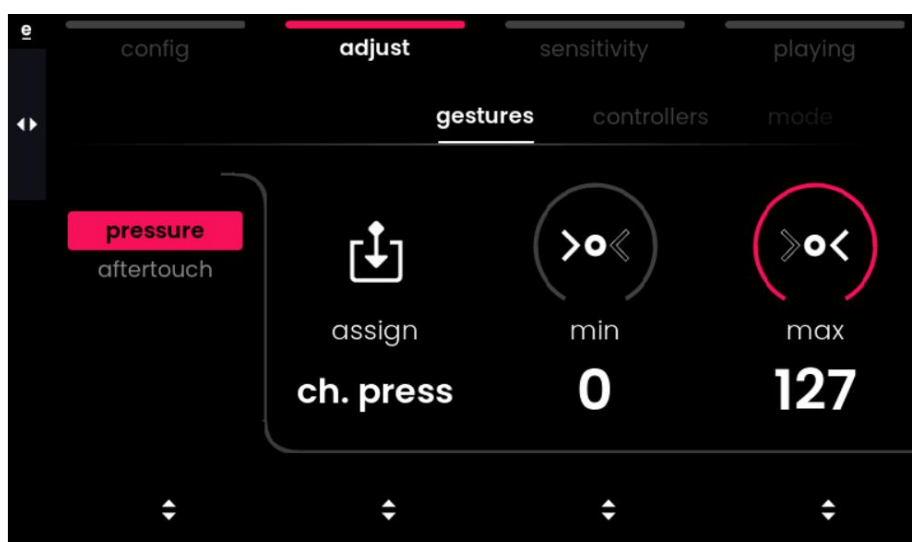 e
config adjust sensitivity playing
gestures controllers mode
pressure
aftertouch
assign min max
ch. press 0 127